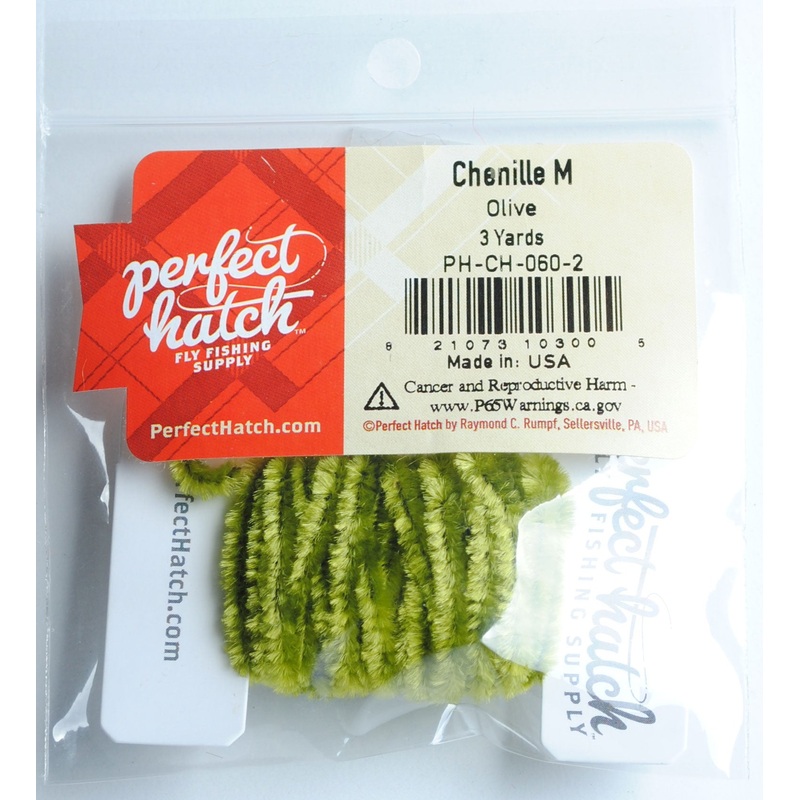 perfect
hatch™
FLY FISHING
SUPPLY
PerfectHatch.com
Chenille M
Olive
3 Yards
PH-CH-060-2
8 21073 10300 5
Made in: USA
Cancer and Reproductive Harm -
www.P65Warnings.ca.gov
©Perfect Hatch by Raymond C. Rumpf, Sellersville, PA, USA
fectHatch.com
rfect hatch
FISHING SUPPLY